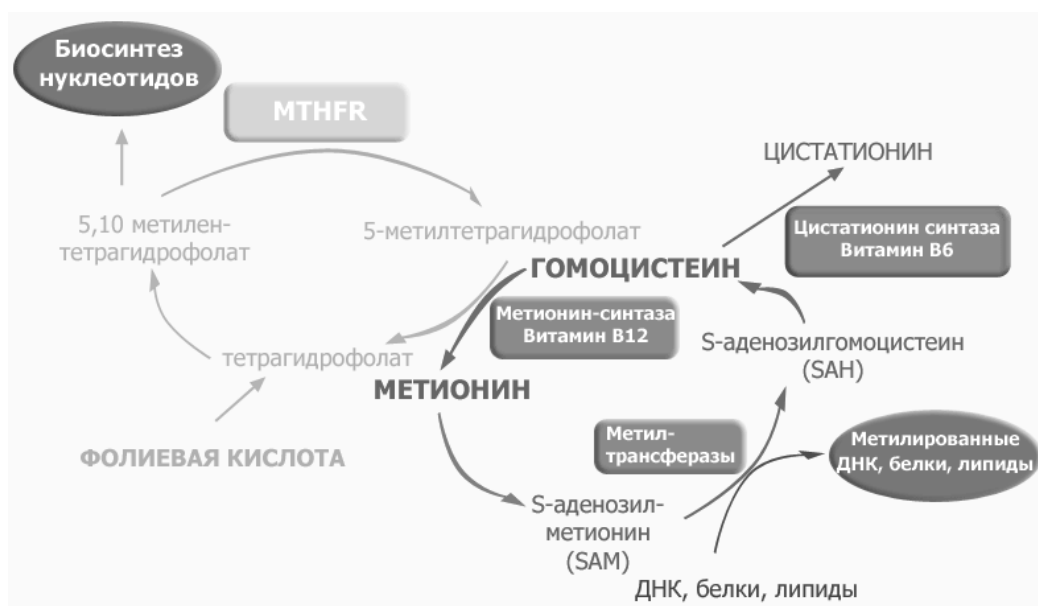 Биосинтез
нуклеотидов
MTHFR
ЦИСТАТИОНИН
5,10 метилен-
тетрагидрофолат
5-метилтетрагидрофолат
Цистатионин синтаза
Витамин В6
ГОМОЦИСТЕИН
Метионин-синтаза
Витамин В12
S-аденозилгомоцистеин
(SAH)
тетрагидрофолат
МЕТИОНИН
ФОЛИЕВАЯ КИСЛОТА
Метил-
трансферазы
Метилированные
ДНК, белки, липиды
S-аденозил-
метионин
(SAM)
ДНК, белки, липиды